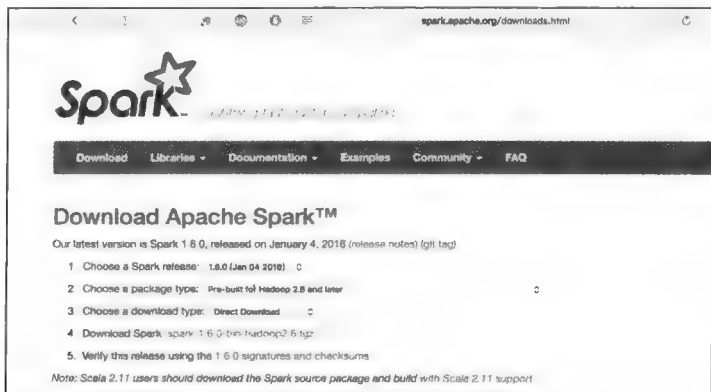 spark.apache.org/downloads.html
Spark™
Download Libraries Documentation Examples Community FAQ
Download Apache Spark™
Our latest version is Spark 1.6.0, released on January 4, 2016 (release notes) (git tag)
1 Choose a Spark release: 1.6.0 (Jan 04 2016)
2 Choose a package type: Pre-built for Hadoop 2.6 and later
3 Choose a download type: Direct Download
4 Download Spark spark-1.6.0-bin-hadoop2.6.tgz
5. Verify this release using the 1 6 0 signatures and checksums
Note: Scala 2.11 users should download the Spark source package and build with Scala 2.11 support